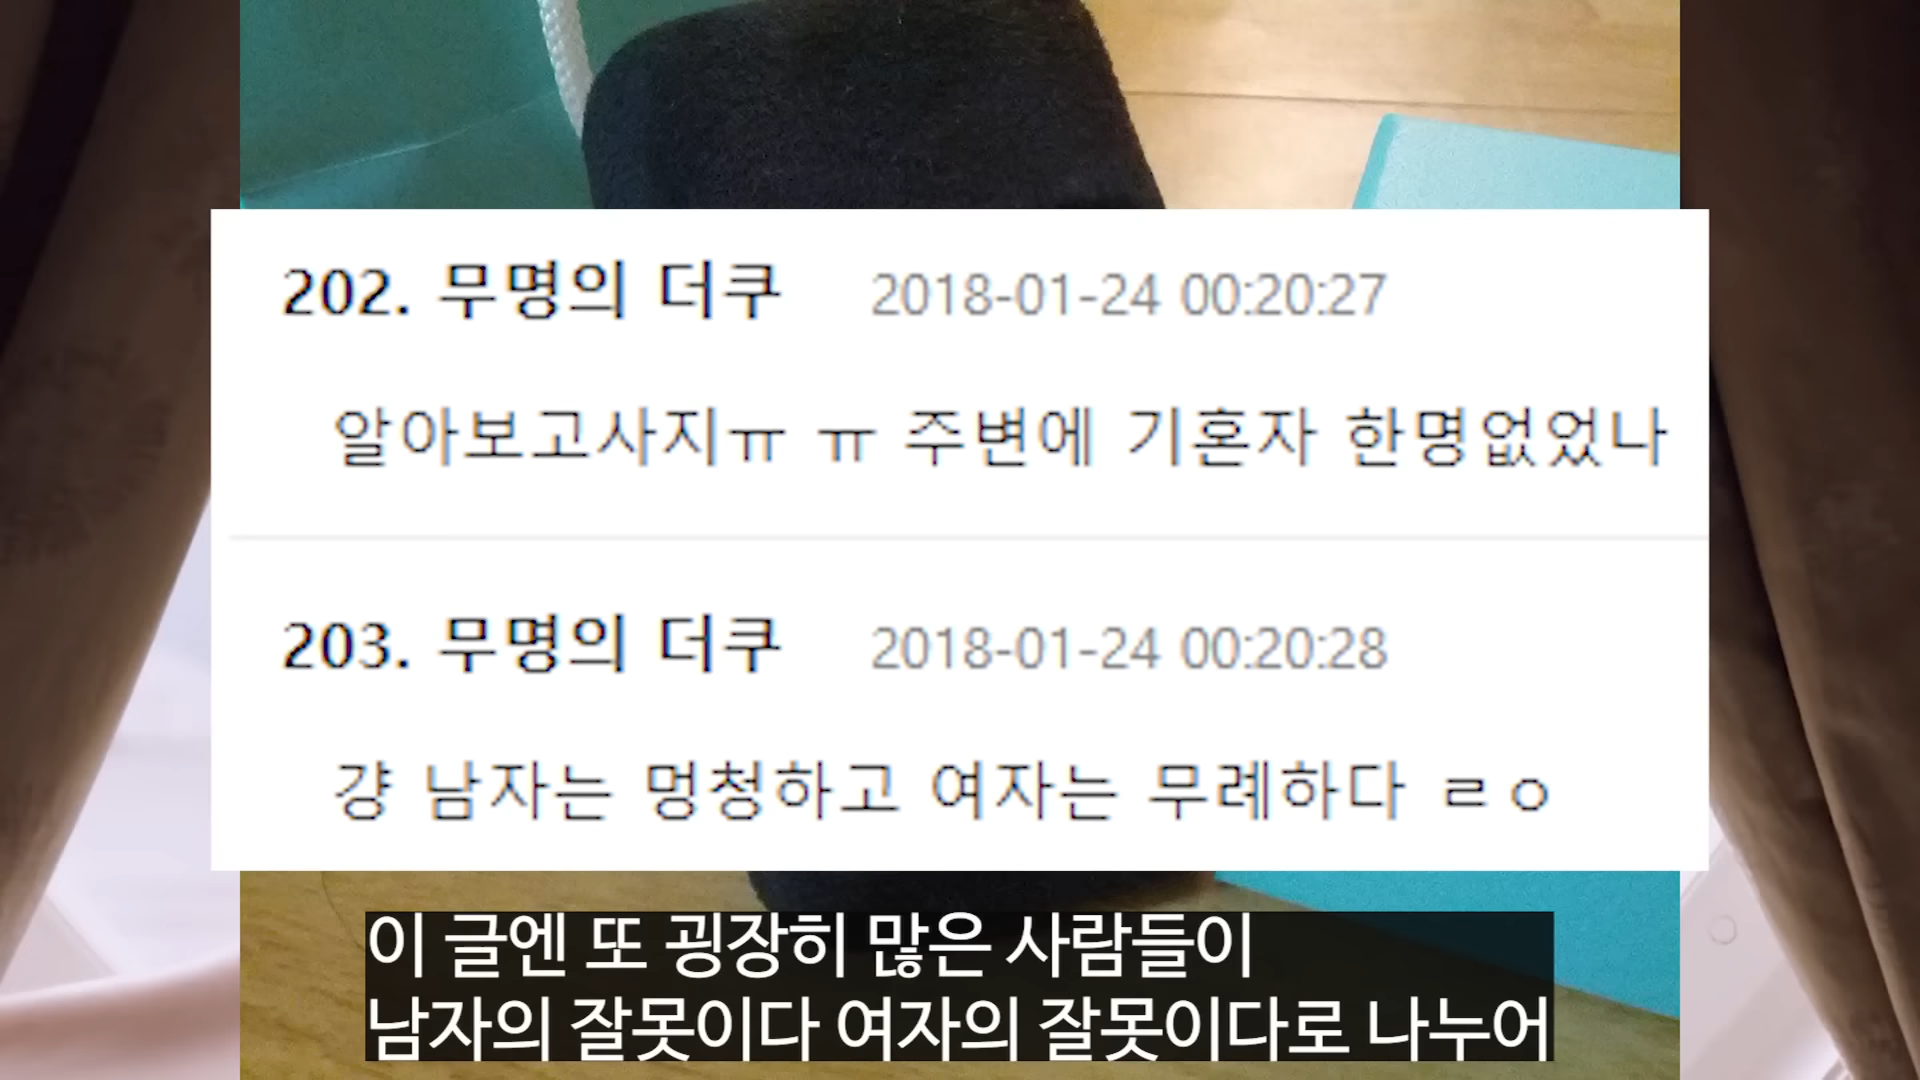 202. 무명의 더쿠 2018-01-24 00:20:27
알아보고사지ㅠ ㅠ 주변에 기혼자 한명없었나
203. 무명의 더쿠 2018-01-24 00:20:28
걍 남자는 멍청하고 여자는 무례하다 ㄹㅇ
이 글엔 또 굉장히 많은 사람들이
남자의 잘못이다 여자의 잘못이다로 나누어